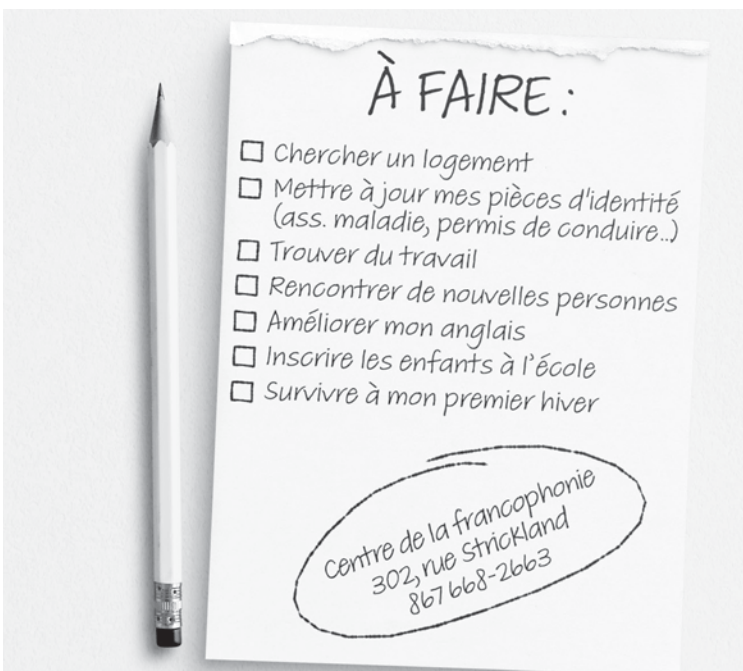 À FAIRE :
Chercher un logement
Mettre à jour mes pièces d'identité
(ass. maladie, permis de conduire...)
Trouver du travail
Rencontrer de nouvelles personnes
Améliorer mon anglais
Inscrire les enfants à l'école
Survivre à mon premier hiver
Centre de la francophonie
302, rue Strickland
867 668-2663